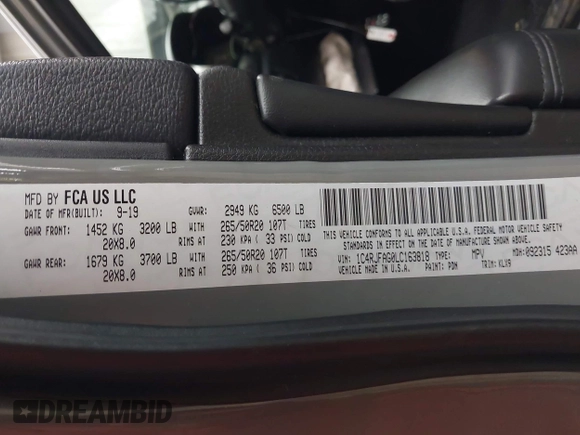 MFD BY FCA US LLC
DATE OF MFR(BUILT): 9-19 GVWR: 2949 KG 6500 LB
GAWR FRONT: 1452 KG 3200 LB WITH 265/50R20 107T TIRES
20X8.0 RIMS AT 230 KPA ( 33 PSI) COLD
GAWR REAR: 1679 KG 3700 LB WITH 265/50R20 107T TIRES
20X8.0 RIMS AT 250 KPA ( 36 PSI) COLD
THIS VEHICLE CONFORMS TO ALL APPLICABLE U.S.A. FEDERAL MOTOR VEHICLE SAFETY
STANDARDS IN EFFECT ON THE DATE OF MANUFACTURE SHOWN ABOVE.
VEHICLE MADE IN U.S.A.
VIN: 1C4RJFAG0LC163818 TYPE: MPV MDH: 092315 423AA
PAINT: PDN TRIM: KLX9
DREAMBID